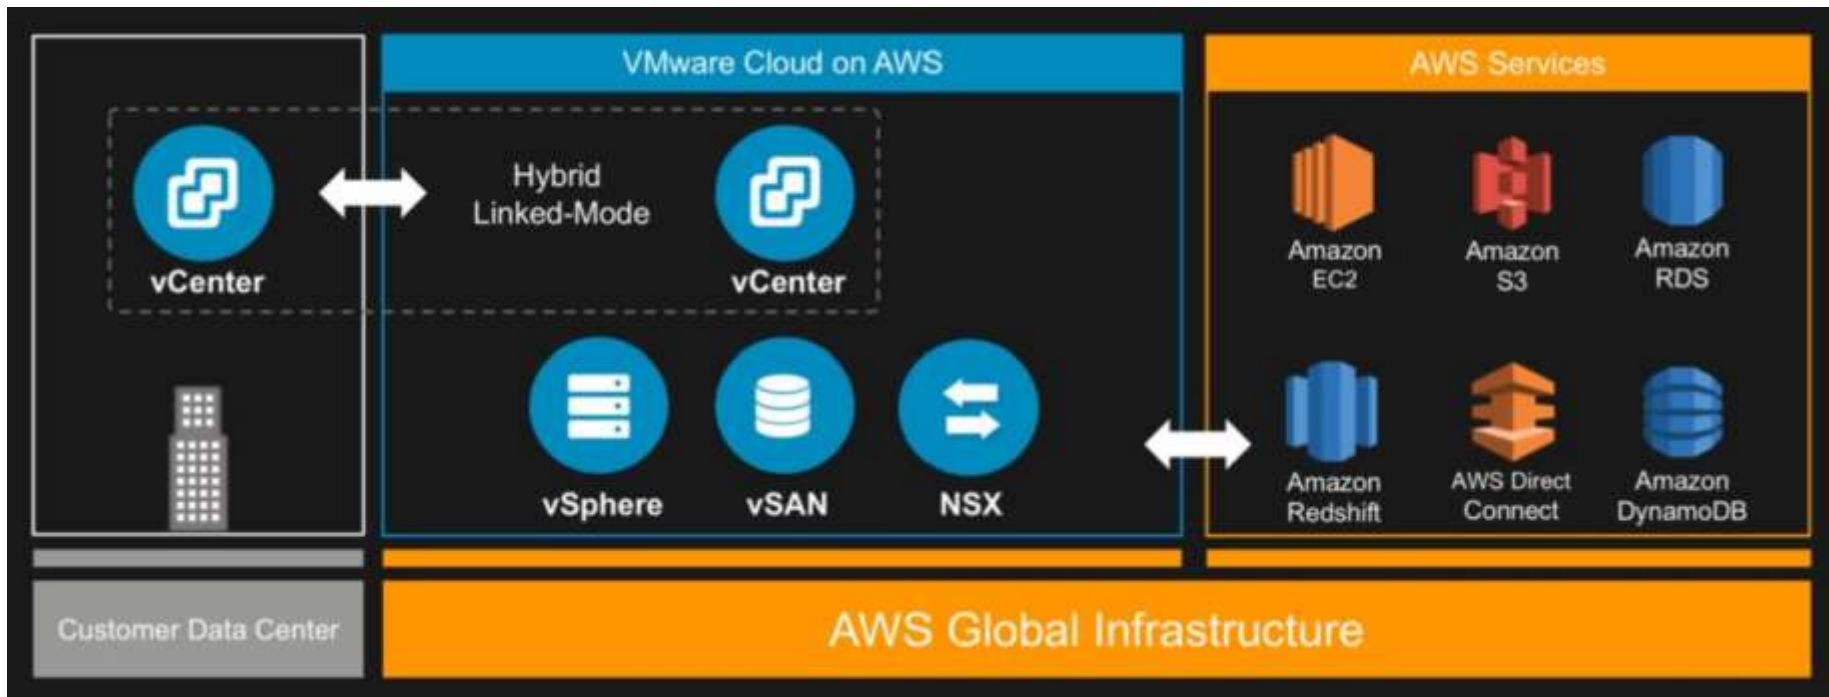 VMware Cloud on AWS
AWS Services
vCenter
Hybrid
Linked-Mode
vCenter
vSphere
vSAN
NSX
Amazon
EC2
Amazon
S3
Amazon
RDS
Amazon
Redshift
AWS Direct
Connect
Amazon
DynamoDB
Customer Data Center
AWS Global Infrastructure